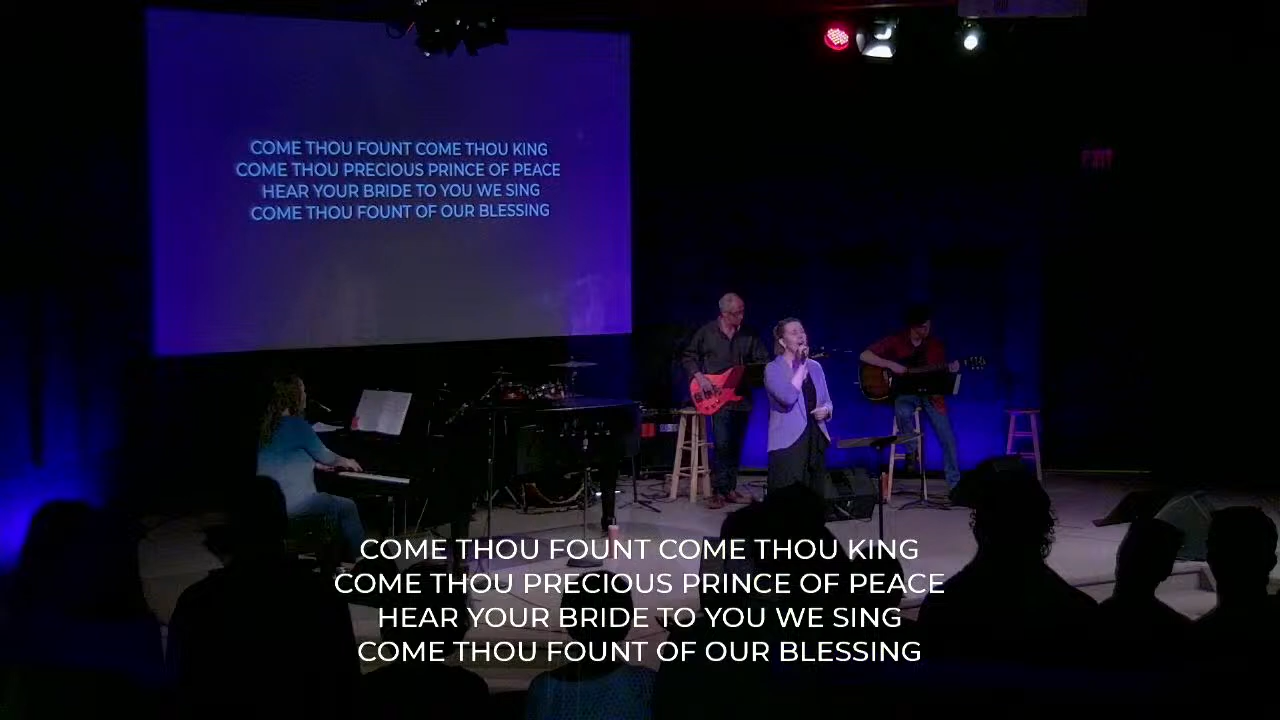 COME THOU FOUNT COME THOU KING
COME THOU PRECIOUS PRINCE OF PEACE
HEAR YOUR BRIDE TO YOU WE SING
COME THOU FOUNT OF OUR BLESSING
EXIT
COME THOU FOUNT COME THOU KING
COME THOU PRECIOUS PRINCE OF PEACE
HEAR YOUR BRIDE TO YOU WE SING
COME THOU FOUNT OF OUR BLESSING